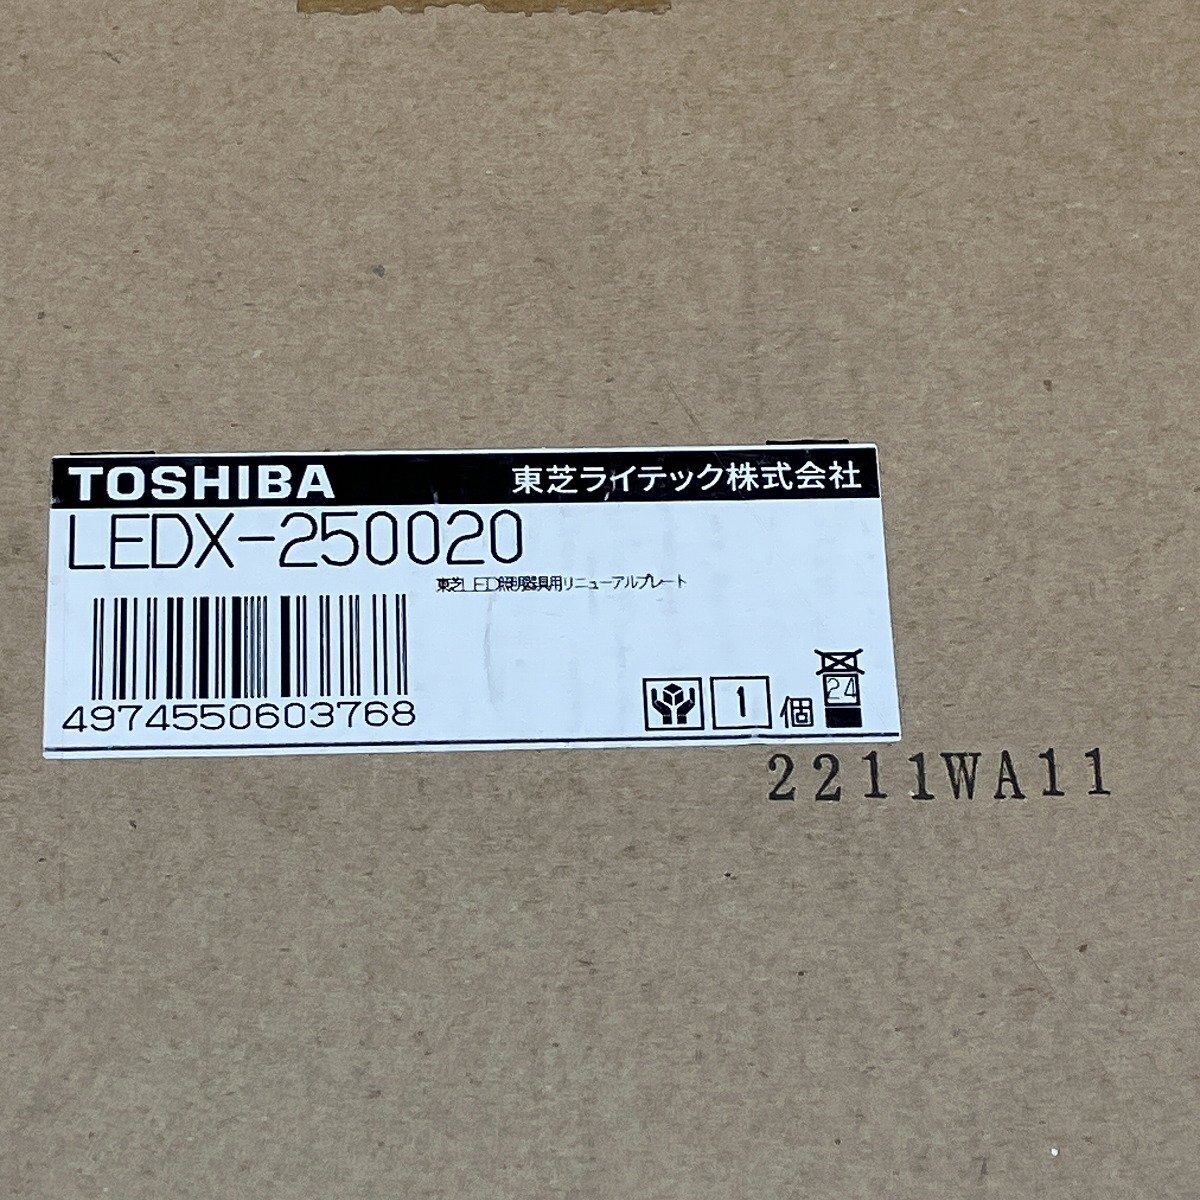 TOSHIBA 東芝ライテック株式会社
LEDX-250020
東芝LED照明器具用リニューアルプレート
4974550603768
1 個 24
2211WA11